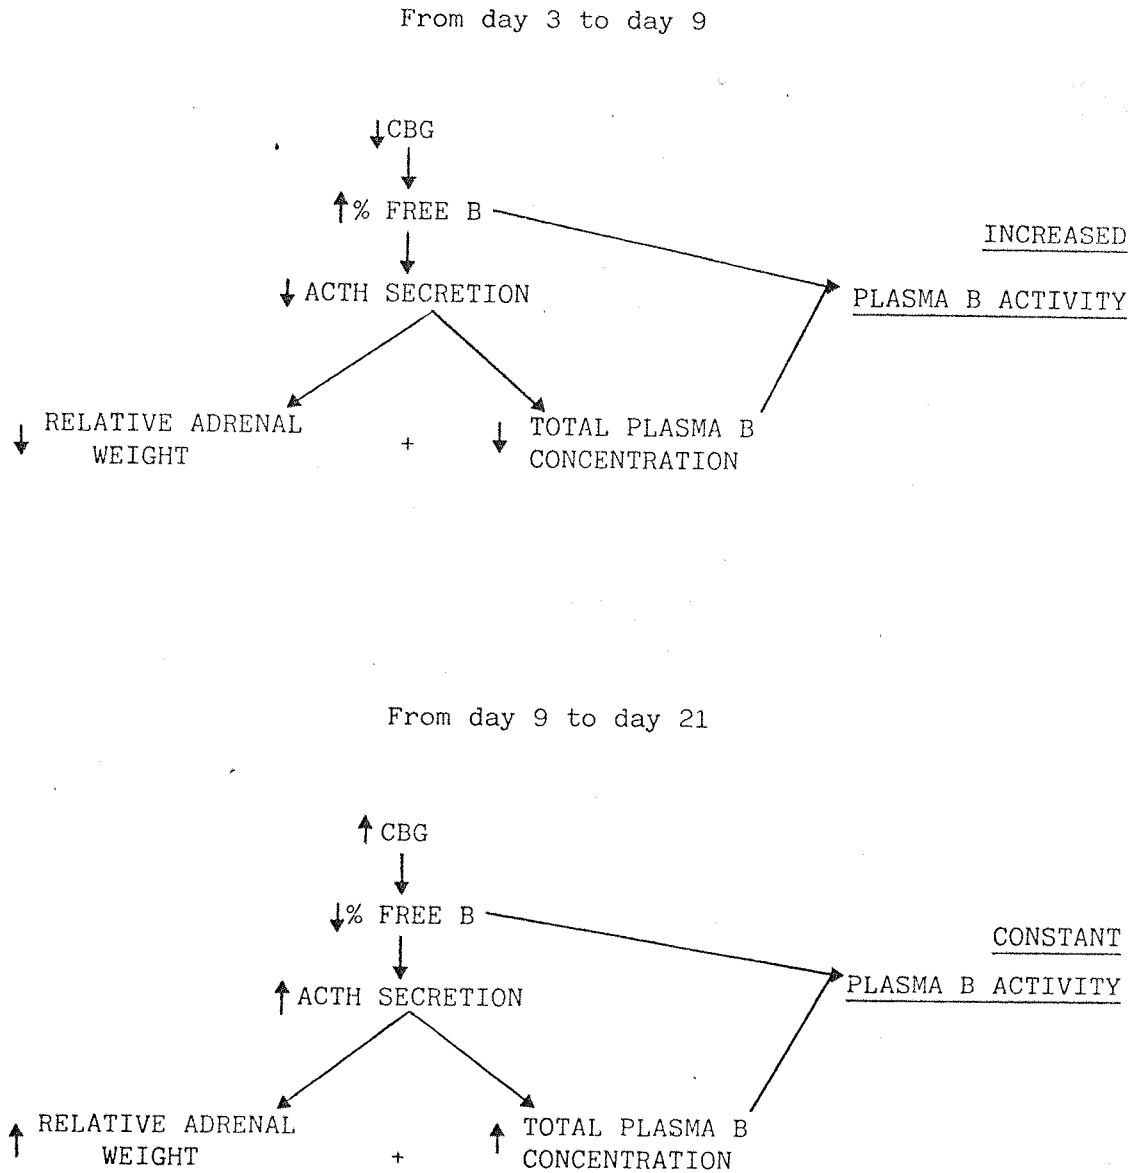 From day 3 to day 9
↓CBG
↑% FREE B
INCREASED
↓ ACTH SECRETION
PLASMA B ACTIVITY
↓ RELATIVE ADRENAL
WEIGHT
+
↓ TOTAL PLASMA B
CONCENTRATION
From day 9 to day 21
↑ CBG
↓% FREE B
CONSTANT
↑ ACTH SECRETION
PLASMA B ACTIVITY
↑ RELATIVE ADRENAL
WEIGHT
+
↑ TOTAL PLASMA B
CONCENTRATION